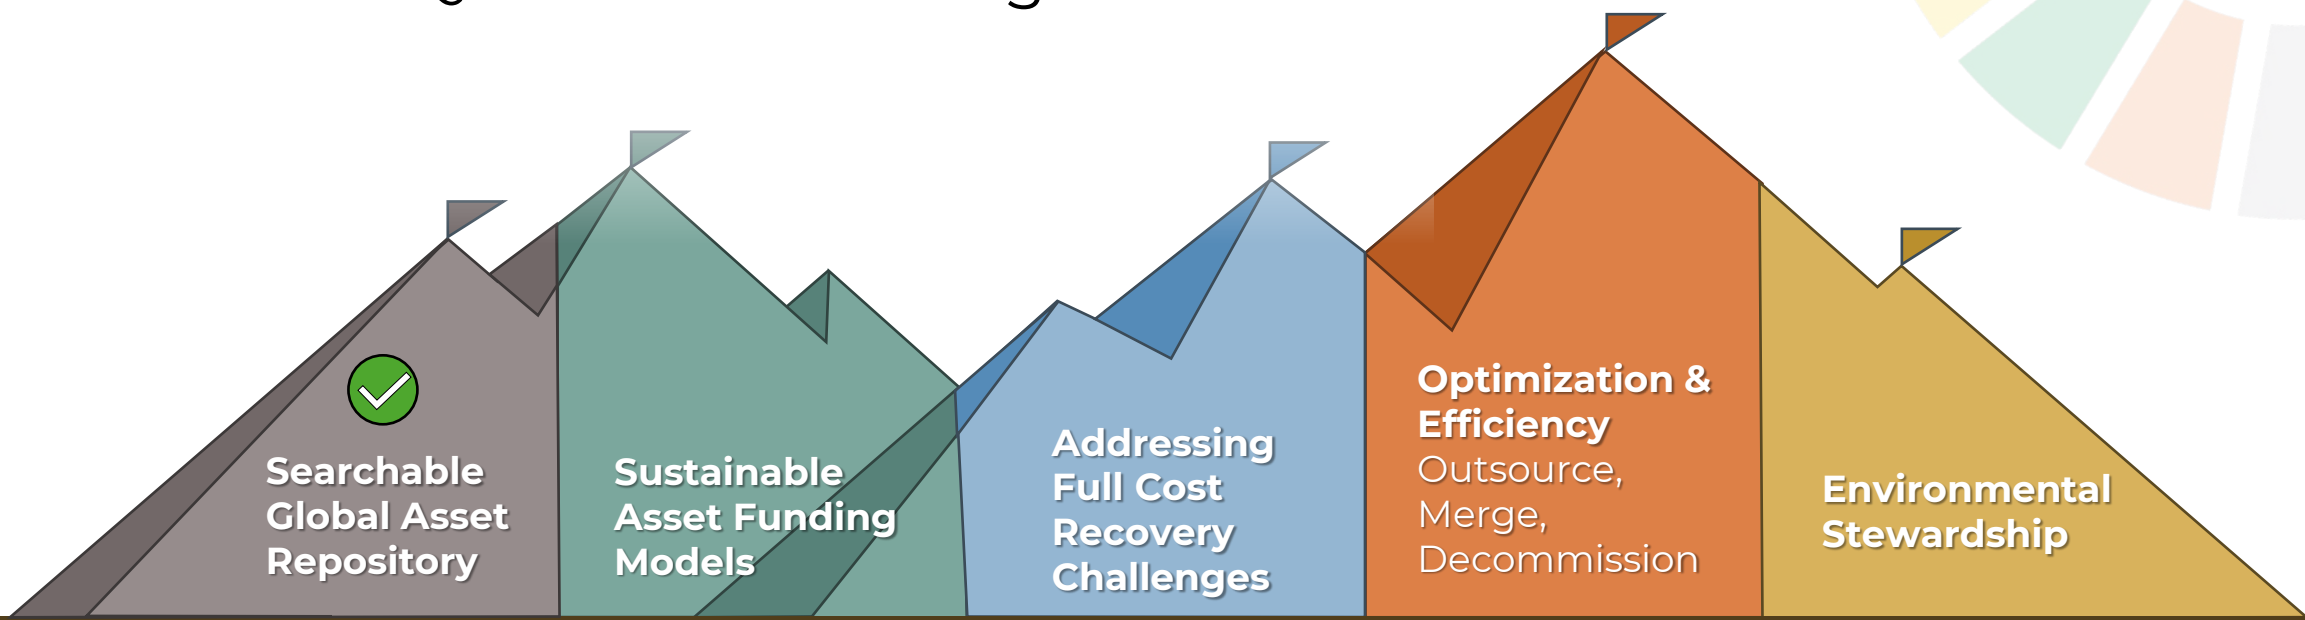 Searchable
Global Asset
Repository
Sustainable
Asset Funding
Models
Addressing
Full Cost
Recovery
Challenges
Optimization &
Efficiency
Outsource,
Merge,
Decommission
Environmental
Stewardship